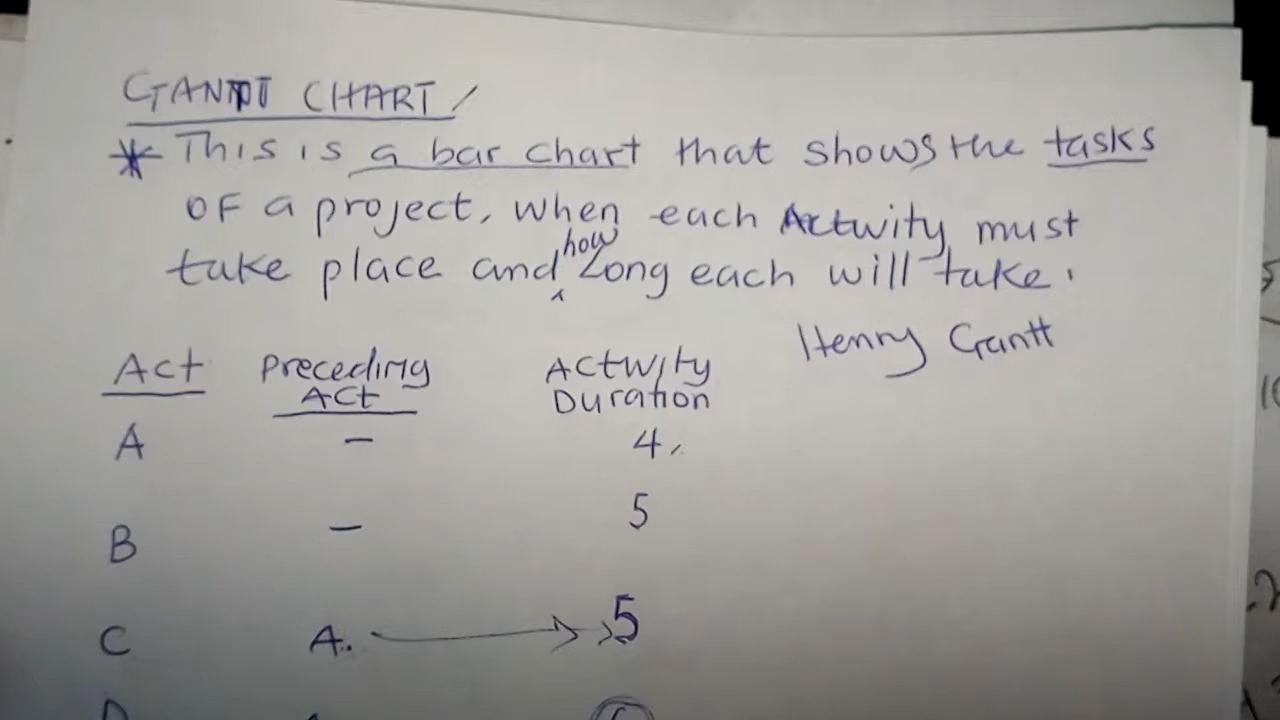 GANTT CHART
* This is a bar chart that shows the tasks
of a project, when each Activity must
take place and how long each will take.
Henry Gantt
Act Preceding Act Activity Duration
A - 4
B - 5
C A. → 5
D